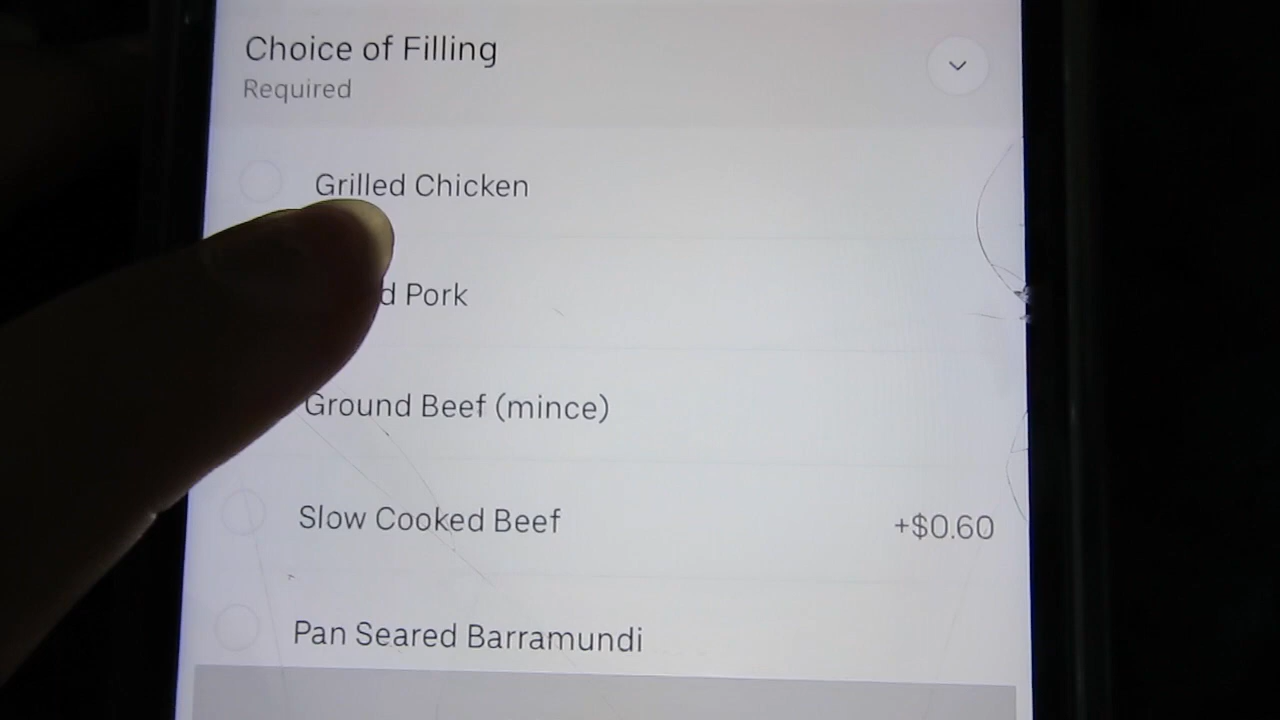 Choice of Filling
Required
Grilled Chicken
Pork
Ground Beef (mince)
Slow Cooked Beef +$0.60
Pan Seared Barramundi